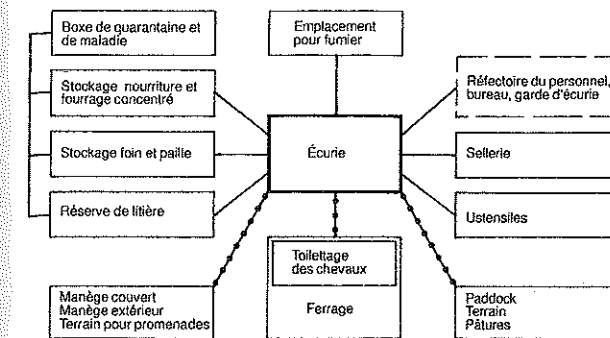 Boxe de quarantaine et
de maladie
Emplacement
pour fumier
Stockage nourriture et
fourrage concentré
Réfectoire du personnel,
bureau, garde d'écurie
Stockage foin et paille
Écurie
Sellerie
Réserve de litière
Ustensiles
Toilettage
des chevaux
Ferrage
Manège couvert
Manège extérieur
Terrain pour promenades
Paddock
Terrain
Pâtures